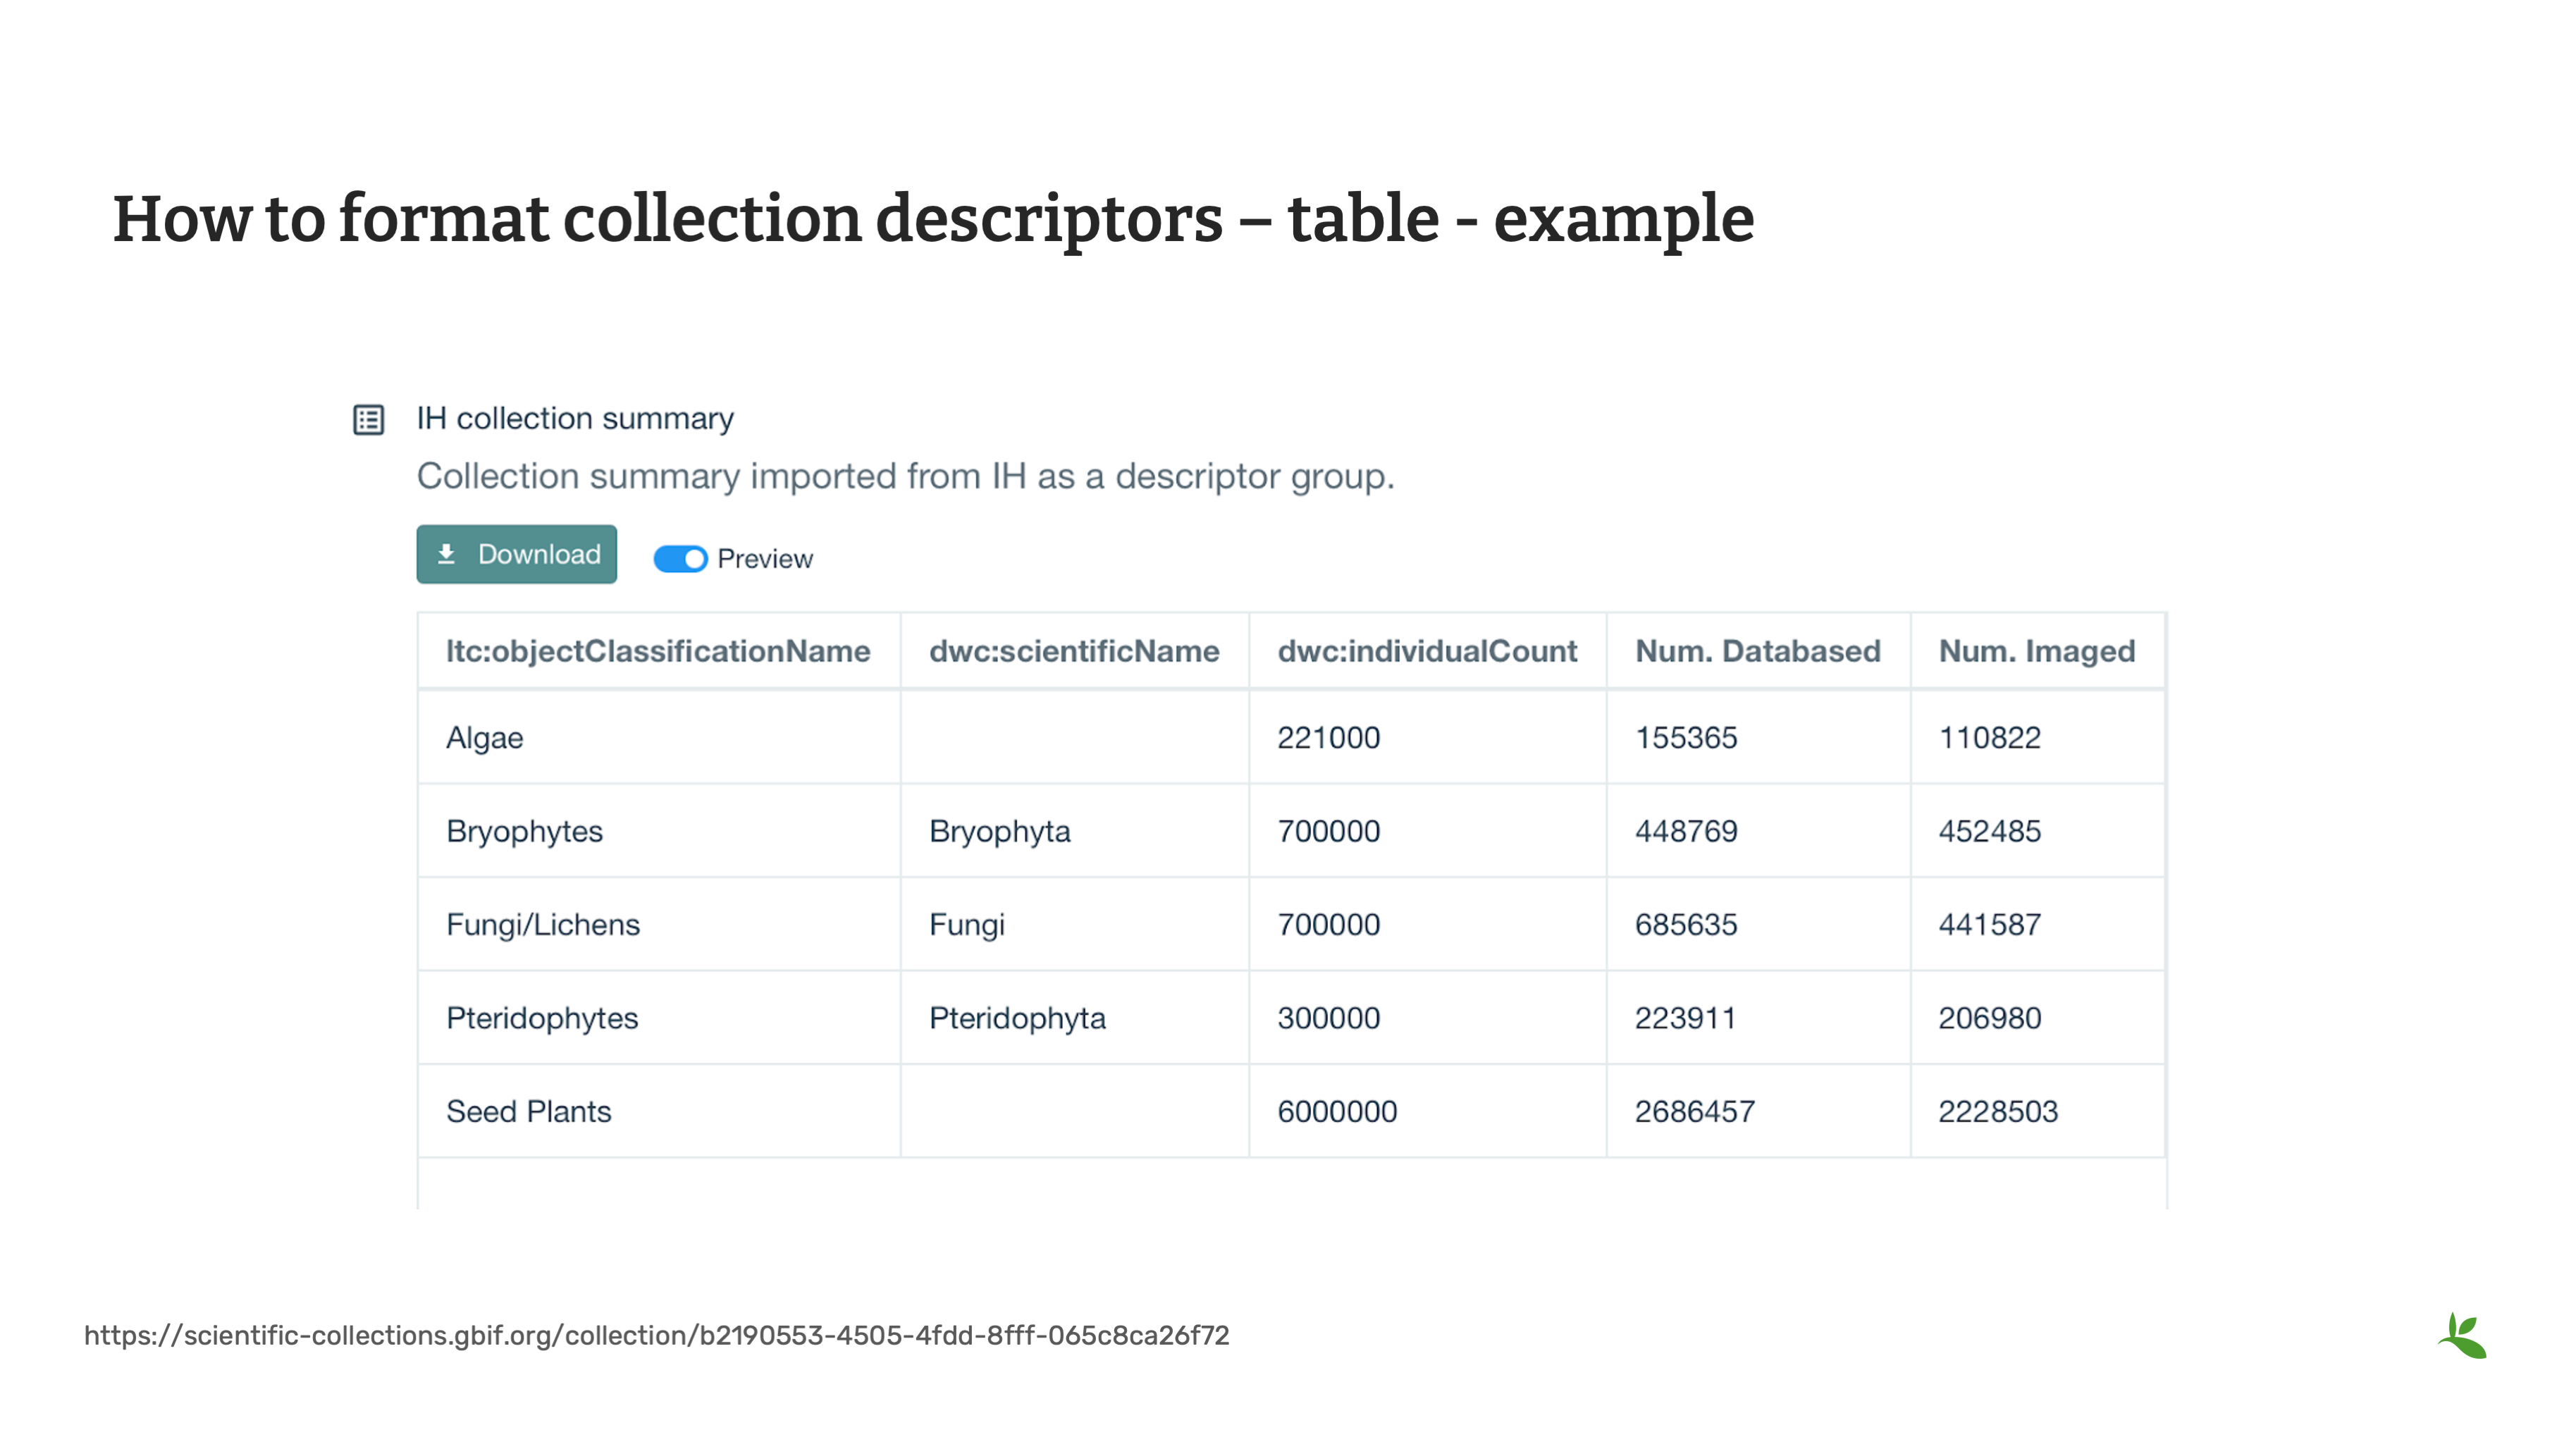 How to format collection descriptors – table - example
IH collection summary
Collection summary imported from IH as a descriptor group.
Download Preview
ltc:objectClassificationName dwc:scientificName dwc:individualCount Num. Databased Num. Imaged
Algae 221000 155365 110822
Bryophytes Bryophyta 700000 448769 452485
Fungi/Lichens Fungi 700000 685635 441587
Pteridophytes Pteridophyta 300000 223911 206980
Seed Plants 6000000 2686457 2228503
https://scientific-collections.gbif.org/collection/b2190553-4505-4fdd-8fff-065c8ca26f72